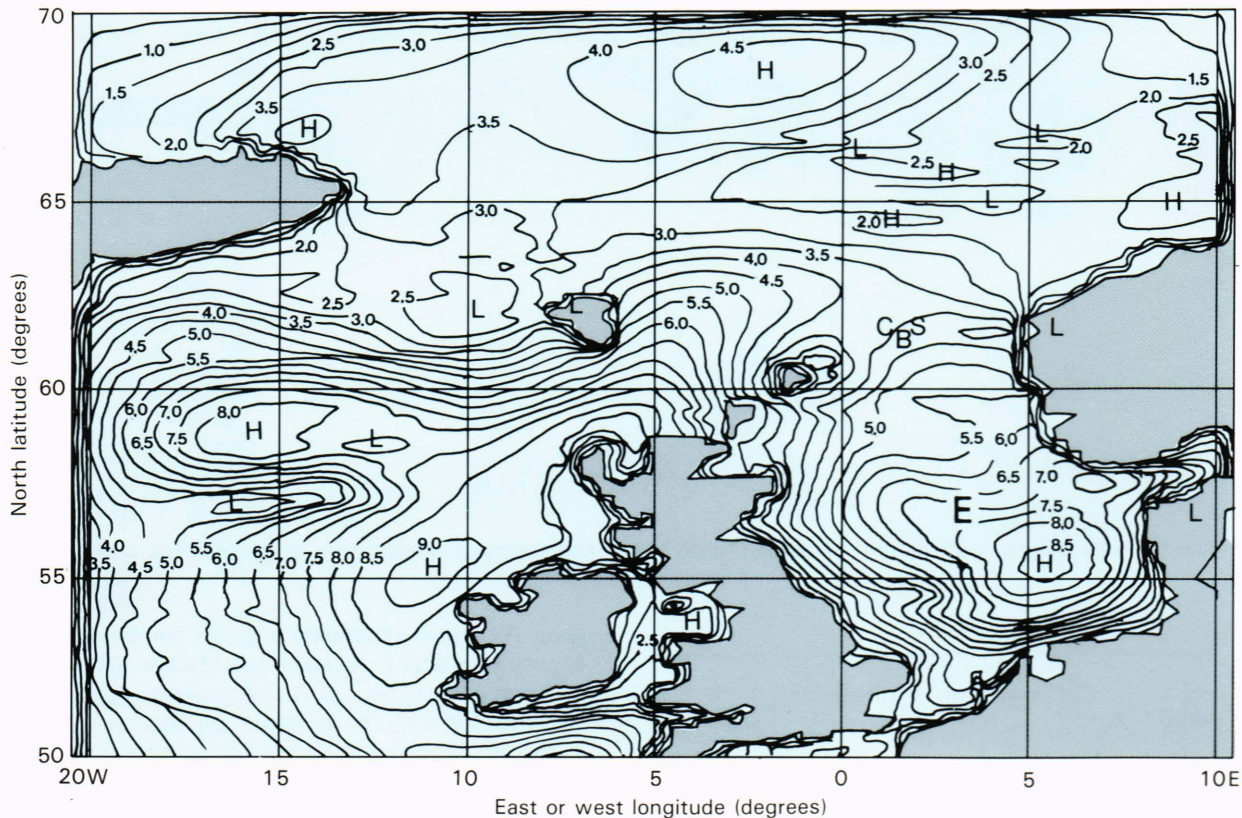 70
1.0 2.5 3.0 4.0 4.5 3.0 2.5 1.5
H
1.5 3.5 2.0
2.0 H 3.5 L L 2.5
2.5 H 2.0
65 L H
3.0 2.0 H
2.0 3.0 3.5
4.0 4.5
2.5 2.5 L L 5.0
4.0 3.5 3.0 5.5 C S L
4.5 5.0 6.0 B
5.5
60
6.0 7.0 8.0
6.5 7.5 H L 5.0 5.5 6.0
6.5 7.0
L E 7.5 L
8.0
4.0 5.5 6.0 6.5 9.0 8.5
3.5 4.5 5.0 7.0 7.5 8.0 8.5 H H
55
H
2.5
50
20W 15 10 5 0 5 10E
North latitude (degrees)
East or west longitude (degrees)